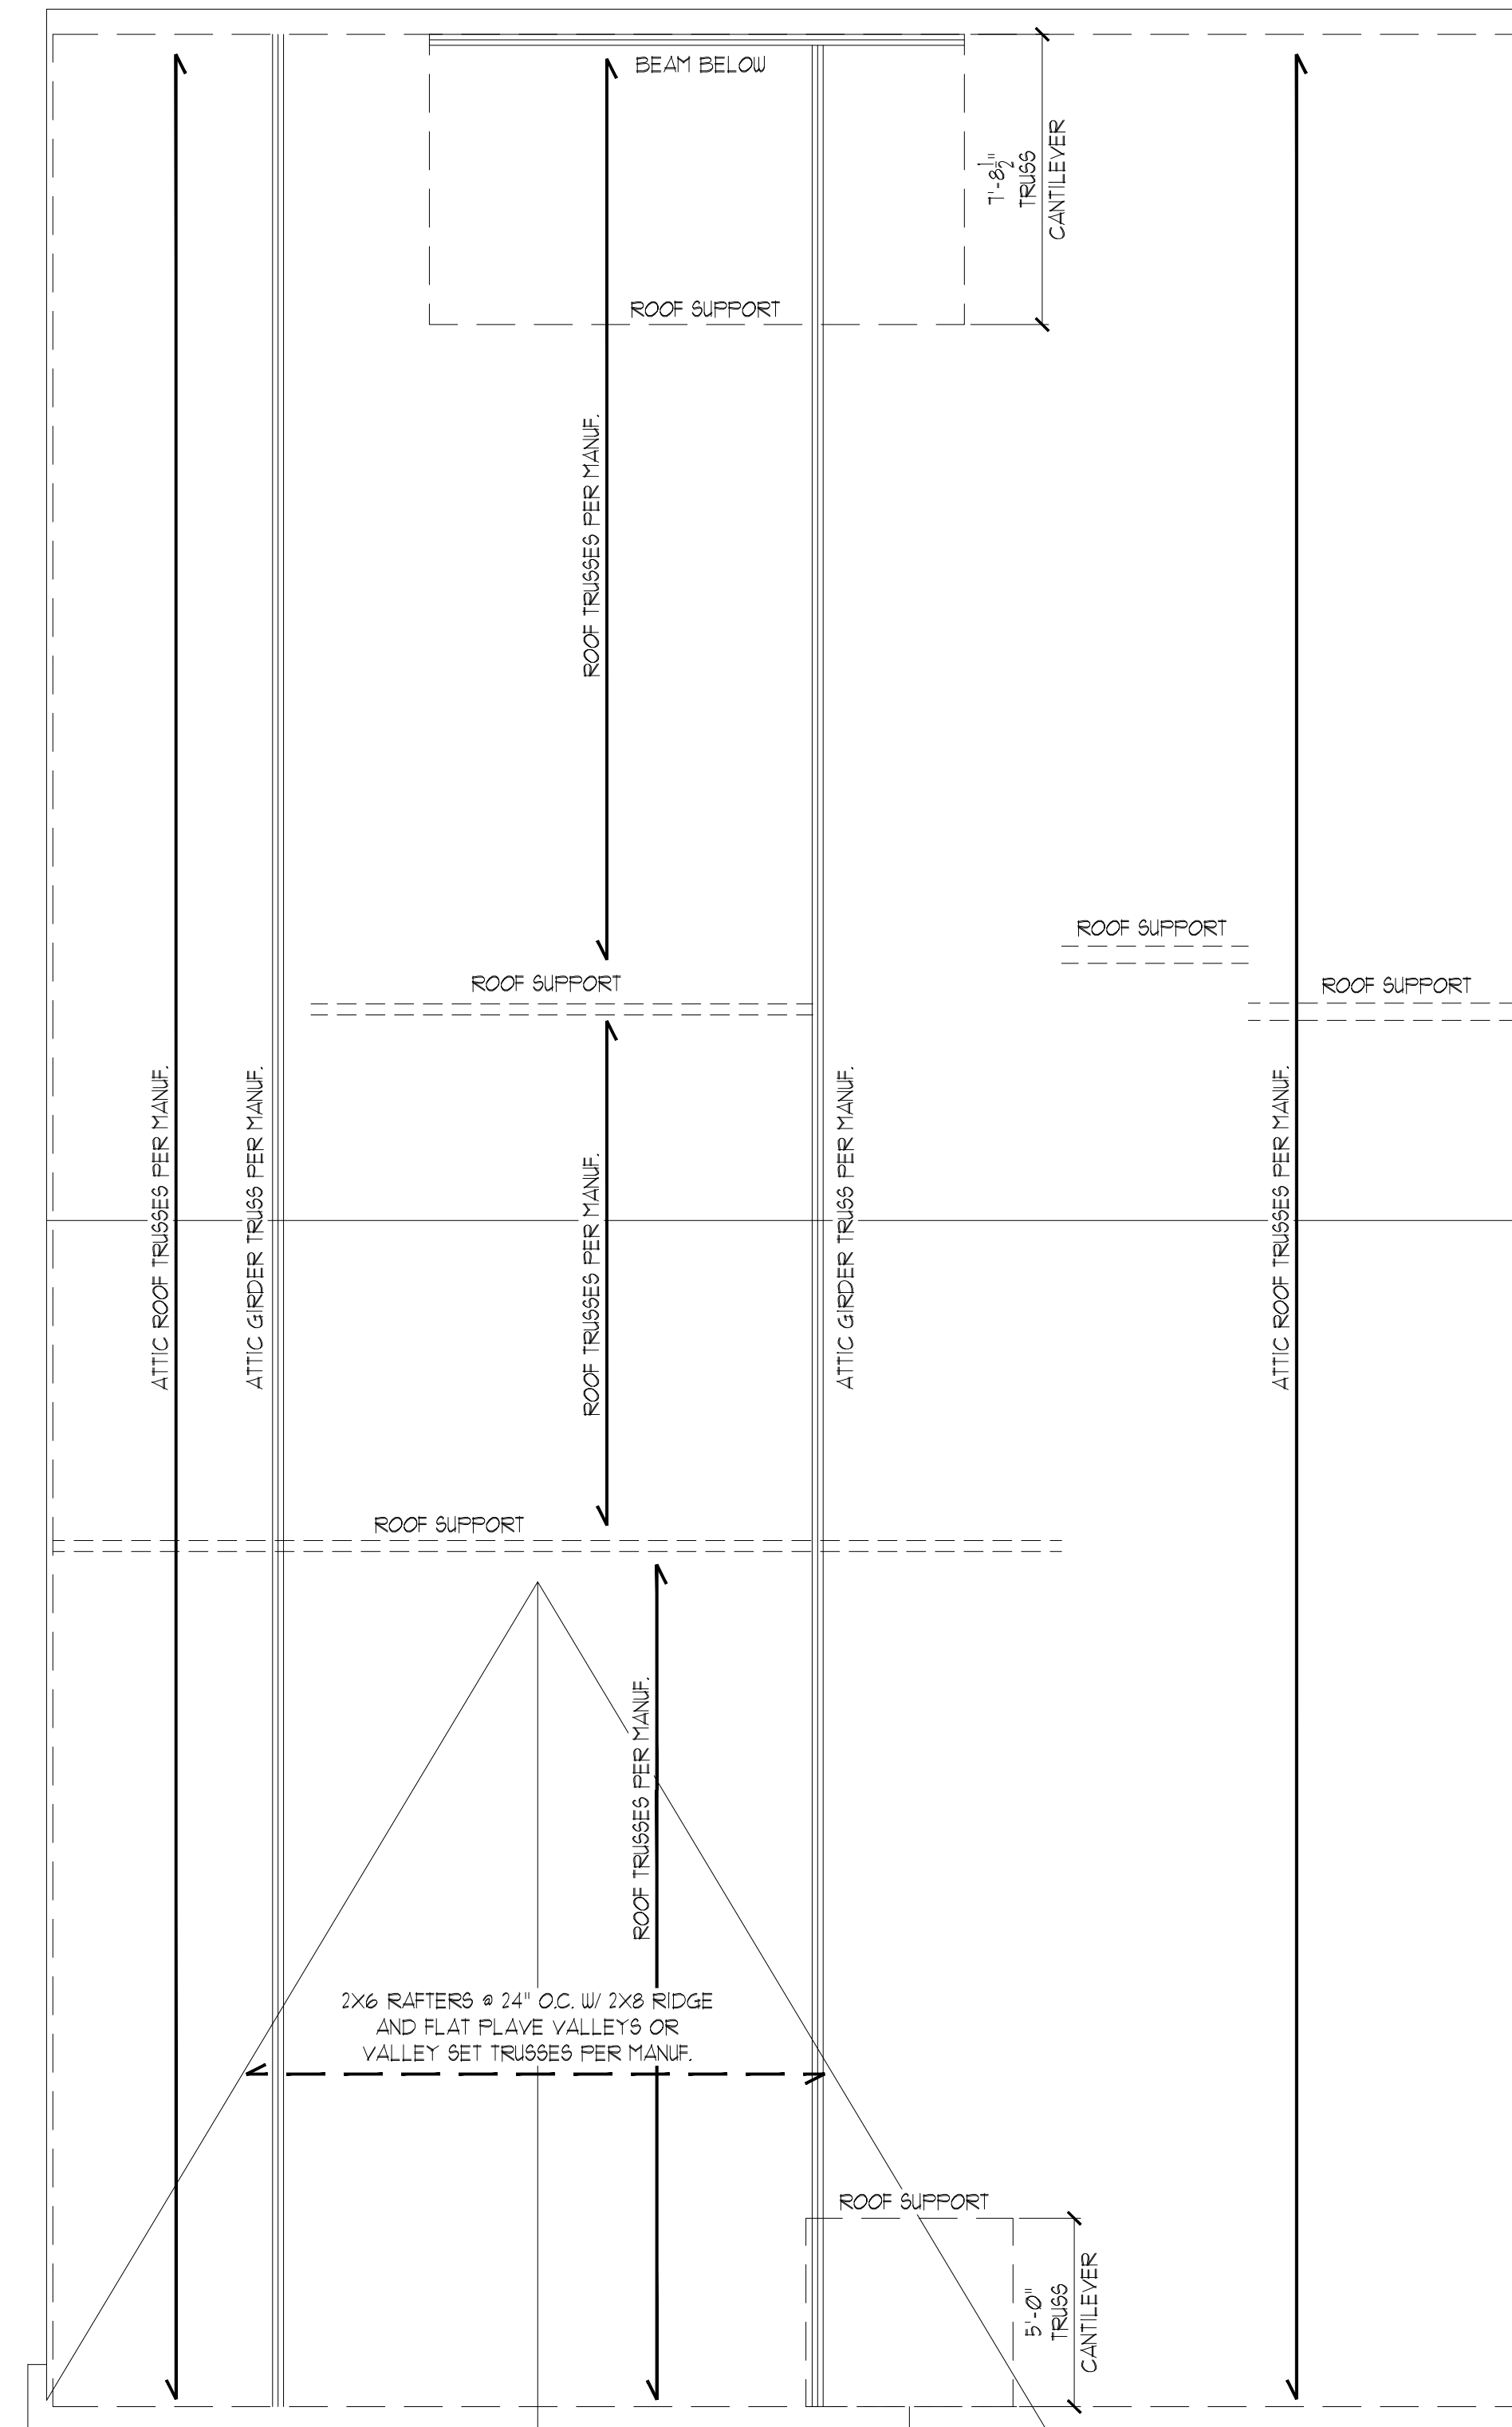 BEAM BELOW
7'-8 1/2"
TRUSS
CANTILEVER
ROOF SUPPORT
ROOF TRUSSES PER MANUF.
ROOF SUPPORT
ROOF SUPPORT
ROOF SUPPORT
ATTIC ROOF TRUSSES PER MANUF.
ATTIC GIRDER TRUSS PER MANUF.
ROOF TRUSSES PER MANUF.
ATTIC GIRDER TRUSS PER MANUF.
ATTIC ROOF TRUSSES PER MANUF.
ROOF SUPPORT
ROOF TRUSSES PER MANUF.
2X6 RAFTERS @ 24" O.C. W/ 2X8 RIDGE
AND FLAT PLAVE VALLEYS OR
VALLEY SET TRUSSES PER MANUF.
ROOF SUPPORT
5'-0"
TRUSS
CANTILEVER